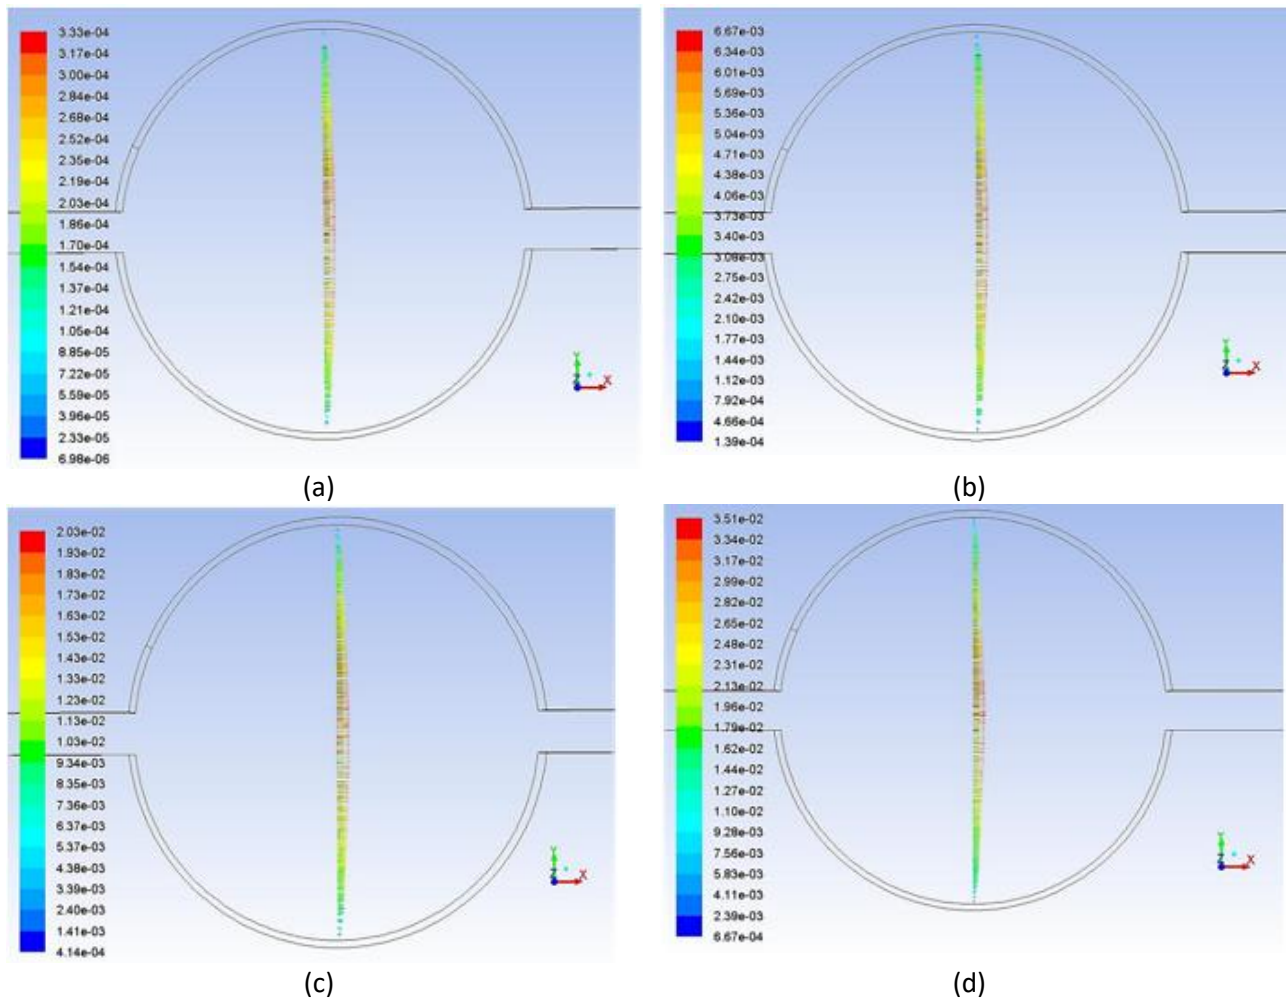 3.33e-04
3.17e-04
3.00e-04
2.84e-04
2.68e-04
2.52e-04
2.35e-04
2.19e-04
2.03e-04
1.86e-04
1.70e-04
1.54e-04
1.37e-04
1.21e-04
1.05e-04
8.85e-05
7.22e-05
5.59e-05
3.96e-05
2.33e-05
6.98e-06
Y
Z
X
(a)
6.67e-03
6.34e-03
6.01e-03
5.69e-03
5.36e-03
5.04e-03
4.71e-03
4.38e-03
4.06e-03
3.73e-03
3.40e-03
3.08e-03
2.75e-03
2.42e-03
2.10e-03
1.77e-03
1.44e-03
1.12e-03
7.92e-04
4.66e-04
1.39e-04
Y
Z
X
(b)
2.03e-02
1.93e-02
1.83e-02
1.73e-02
1.63e-02
1.53e-02
1.43e-02
1.33e-02
1.23e-02
1.13e-02
1.03e-02
9.34e-03
8.35e-03
7.36e-03
6.37e-03
5.37e-03
4.38e-03
3.39e-03
2.40e-03
1.41e-03
4.14e-04
Y
Z
X
(c)
3.51e-02
3.34e-02
3.17e-02
2.99e-02
2.82e-02
2.65e-02
2.48e-02
2.31e-02
2.13e-02
1.96e-02
1.79e-02
1.62e-02
1.44e-02
1.27e-02
1.10e-02
9.28e-03
7.56e-03
5.83e-03
4.11e-03
2.39e-03
6.67e-04
Y
Z
X
(d)